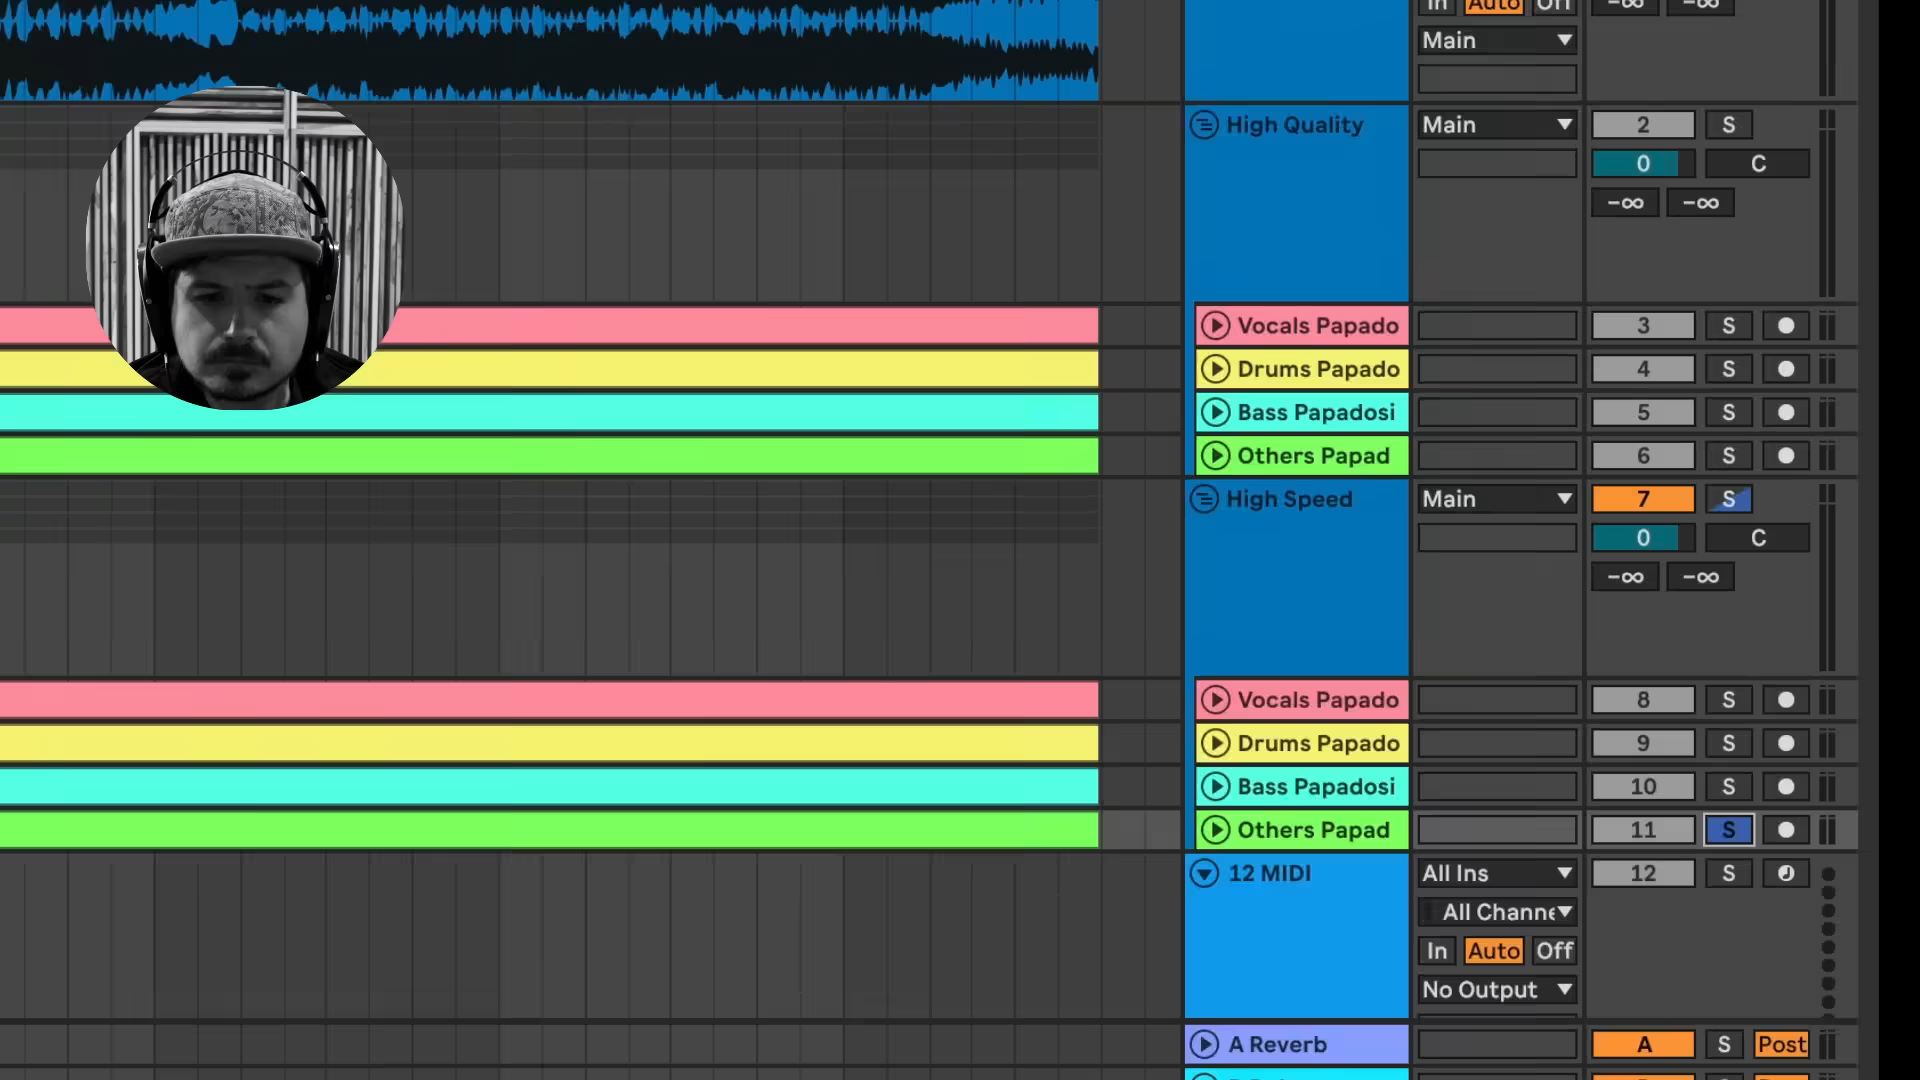 In Auto Off -∞ -∞
Main
High Quality Main 2 S
0 C
-∞ -∞
Vocals Papado 3 S
Drums Papado 4 S
Bass Papadosi 5 S
Others Papad 6 S
High Speed Main 7 S
0 C
-∞ -∞
Vocals Papado 8 S
Drums Papado 9 S
Bass Papadosi 10 S
Others Papad 11 S
12 MIDI All Ins 12 S
All Channe
In Auto Off
No Output
A Reverb A S Post